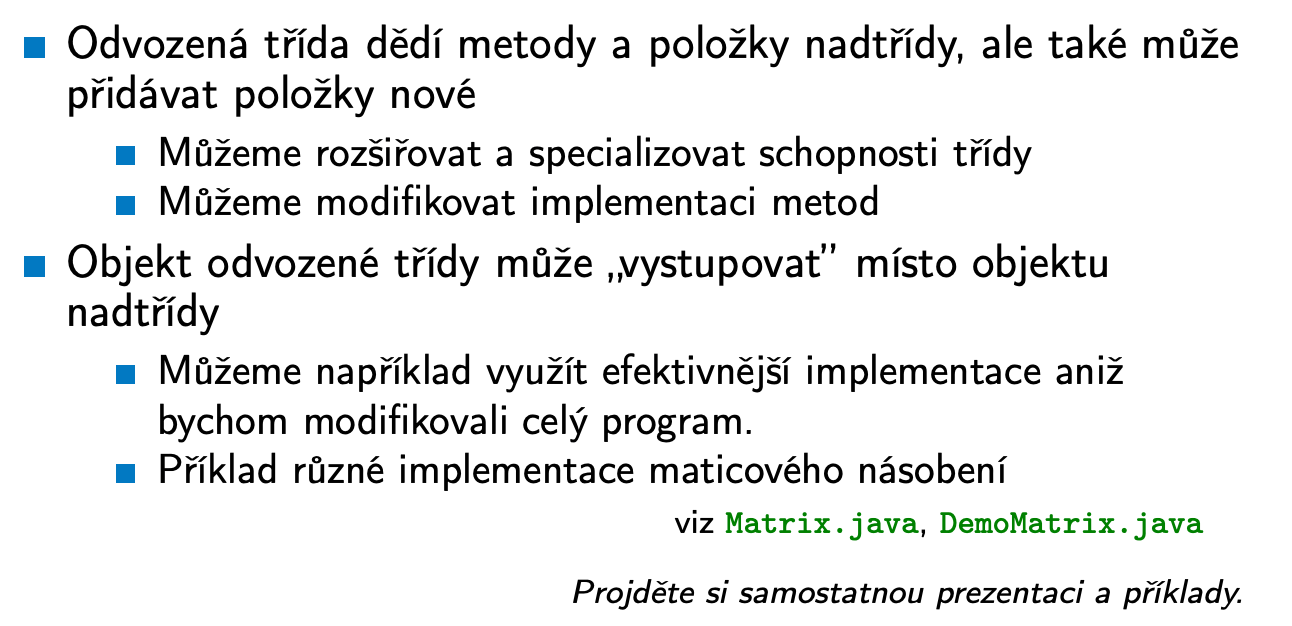 Odvozená třída dědí metody a položky nadtřídy, ale také může
přidávat položky nové
Můžeme rozšiřovat a specializovat schopnosti třídy
Můžeme modifikovat implementaci metod
Objekt odvozené třídy může „vystupovat” místo objektu
nadtřídy
Můžeme například využít efektivnější implementace aniž
bychom modifikovali celý program.
Příklad různé implementace maticového násobení
viz Matrix.java, DemoMatrix.java
Projděte si samostatnou prezentaci a příklady.